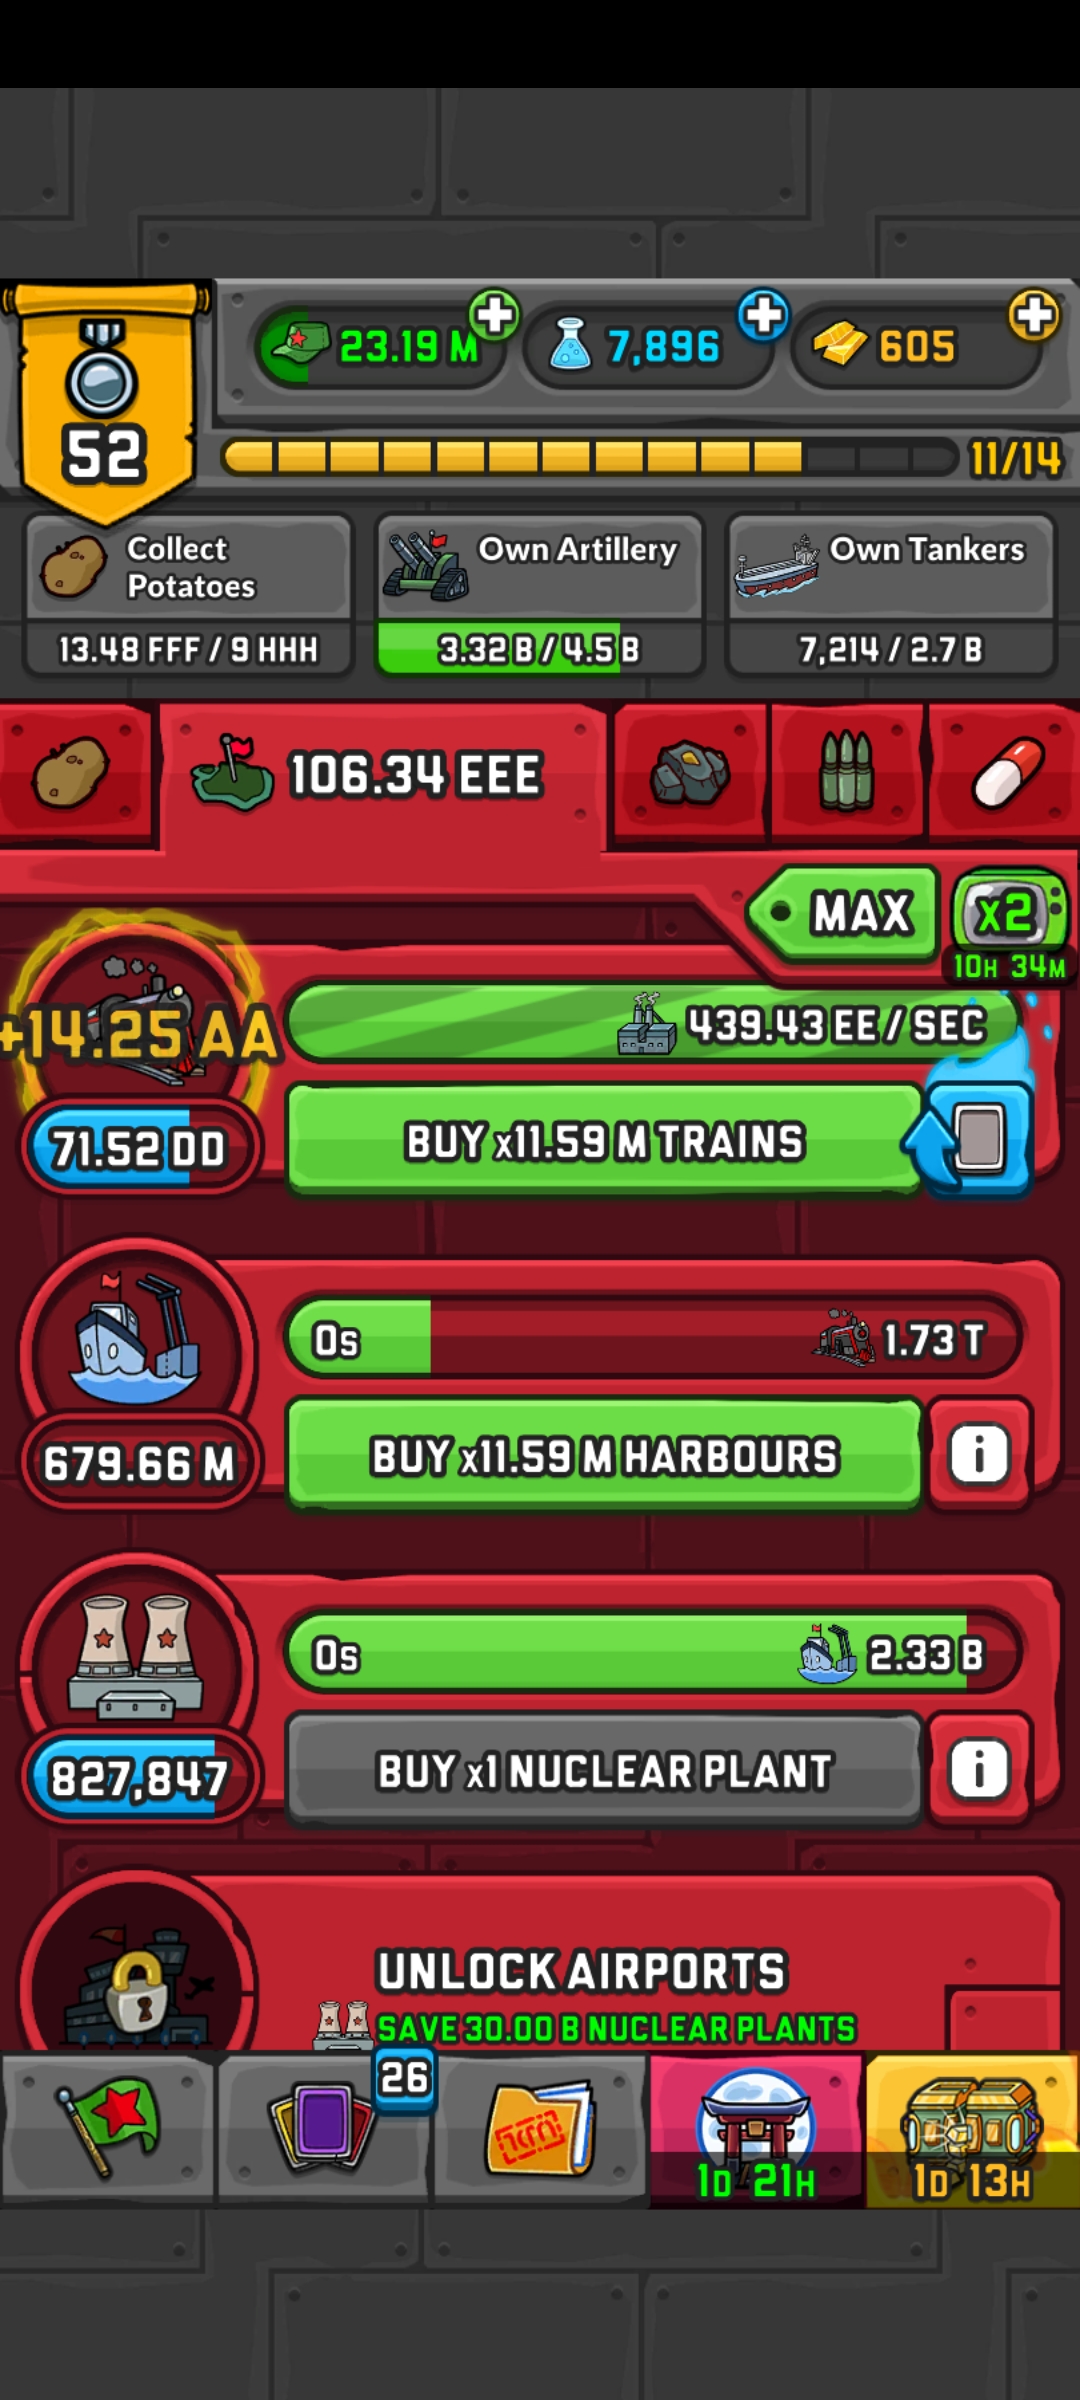 23.19 M
7,896
605
52
11/14
Collect
Potatoes
Own Artillery
Own Tankers
13.48 FFF / 9 HHH
3.32 B / 4.5 B
7,214 / 2.7 B
106.34 EEE
MAX
x2
10H 34M
+14.25 AA
439.43 EE / SEC
71.52 DD
BUY x11.59 M TRAINS
0s
1.73 T
679.66 M
BUY x11.59 M HARBOURS
i
0s
2.33 B
827,847
BUY x1 NUCLEAR PLANT
i
UNLOCK AIRPORTS
SAVE 30.00 B NUCLEAR PLANTS
26
1D 21H
1D 13H